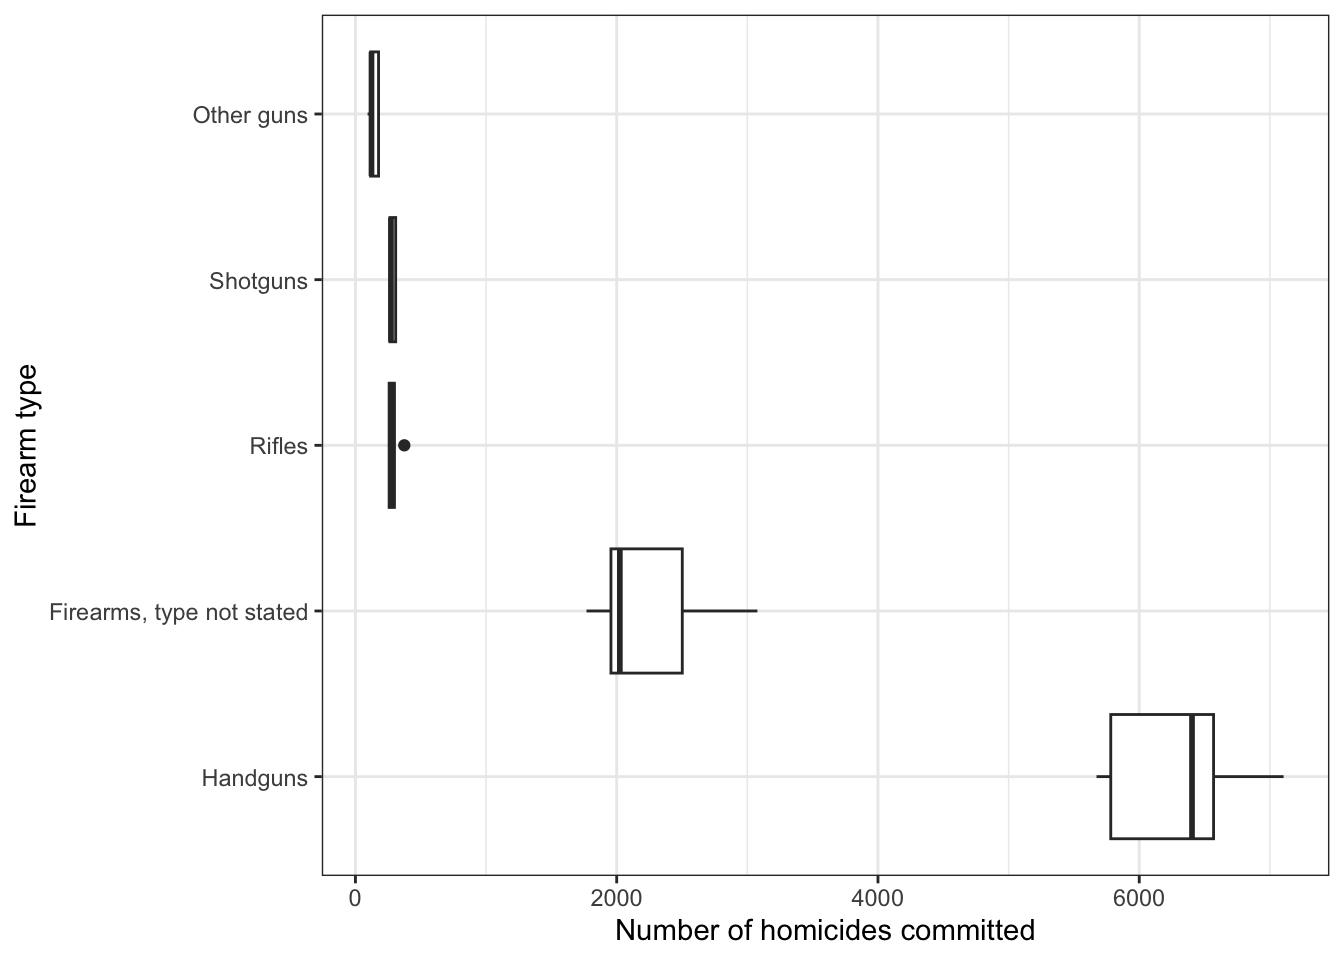 Other guns
Shotguns
Rifles
Firearms, type not stated
Handguns
Firearm type
0 2000 4000 6000
Number of homicides committed